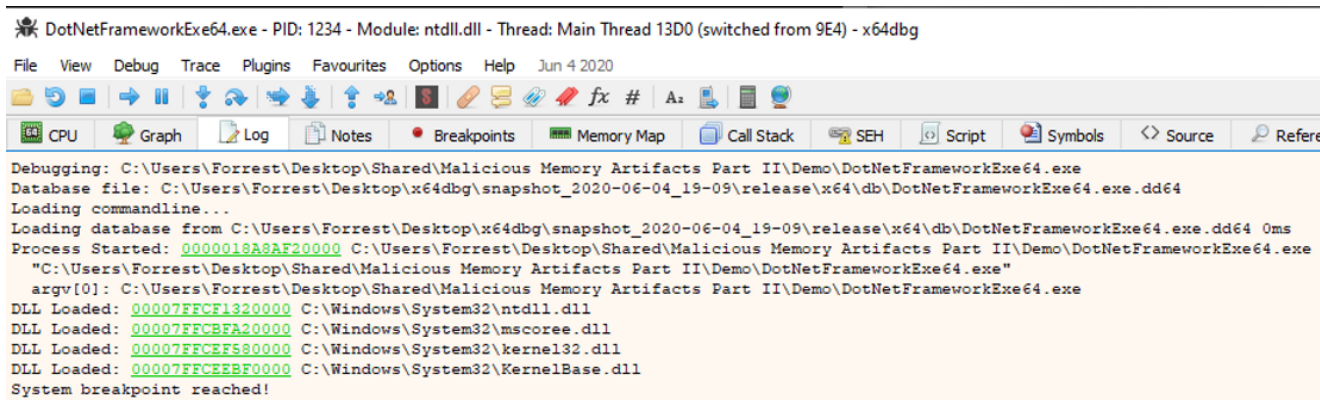 DotNetFrameworkExe64.exe - PID: 1234 - Module: ntdll.dll - Thread: Main Thread 13D0 (switched from 9E4) - x64dbg
File View Debug Trace Plugins Favourites Options Help Jun 4 2020
CPU Graph Log Notes Breakpoints Memory Map Call Stack SEH Script Symbols Source Refere
Debugging: C:\Users\Forrest\Desktop\Shared\Malicious Memory Artifacts Part II\Demo\DotNetFrameworkExe64.exe
Database file: C:\Users\Forrest\Desktop\x64dbg\snapshot_2020-06-04_19-09\release\x64\db\DotNetFrameworkExe64.exe.dd64
Loading commandline...
Loading database from C:\Users\Forrest\Desktop\x64dbg\snapshot_2020-06-04_19-09\release\x64\db\DotNetFrameworkExe64.exe.dd64 0ms
Process Started: 0000018A8AF20000 C:\Users\Forrest\Desktop\Shared\Malicious Memory Artifacts Part II\Demo\DotNetFrameworkExe64.exe
"C:\Users\Forrest\Desktop\Shared\Malicious Memory Artifacts Part II\Demo\DotNetFrameworkExe64.exe"
argv[0]: C:\Users\Forrest\Desktop\Shared\Malicious Memory Artifacts Part II\Demo\DotNetFrameworkExe64.exe
DLL Loaded: 00007FFCF1320000 C:\Windows\System32\ntdll.dll
DLL Loaded: 00007FFCBFA20000 C:\Windows\System32\mscoree.dll
DLL Loaded: 00007FFCEF580000 C:\Windows\System32\kernel32.dll
DLL Loaded: 00007FFCEEBF0000 C:\Windows\System32\KernelBase.dll
System breakpoint reached!